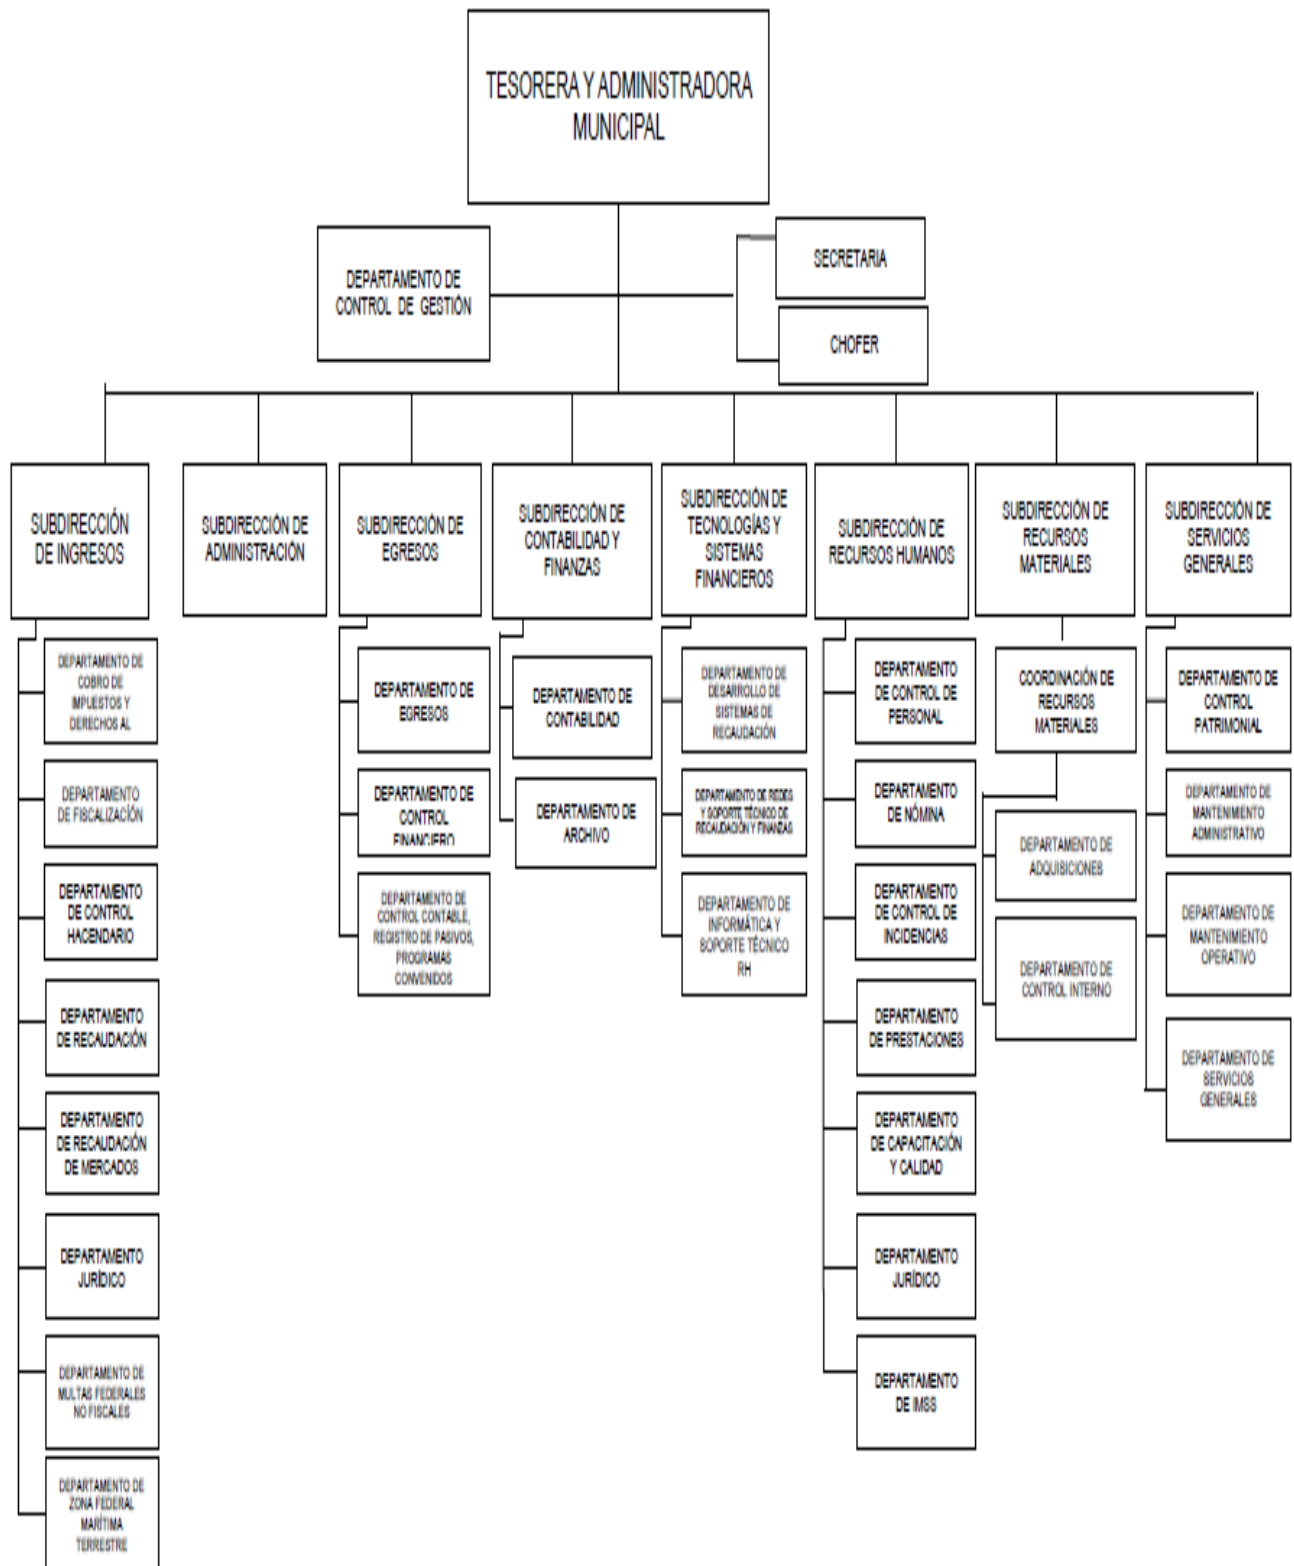 TESORERA Y ADMINISTRADORA
MUNICIPAL
DEPARTAMENTO DE
CONTROL DE GESTIÓN
SECRETARIA
CHOFER
SUBDIRECCIÓN
DE INGRESOS
SUBDIRECCIÓN DE
ADMINISTRACIÓN
SUBDIRECCIÓN DE
EGRESOS
SUBDIRECCIÓN DE
CONTABILIDAD Y
FINANZAS
SUBDIRECCIÓN DE
TECNOLOGÍAS Y
SISTEMAS
FINANCIEROS
SUBDIRECCIÓN DE
RECURSOS HUMANOS
SUBDIRECCIÓN DE
RECURSOS
MATERIALES
SUBDIRECCIÓN DE
SERVICIOS
GENERALES
DEPARTAMENTO DE
COBRO DE
IMPUESTOS Y
DERECHOS AL
DEPARTAMENTO
DE FISCALIZACIÓN
DEPARTAMENTO
DE CONTROL
HACENDARIO
DEPARTAMENTO
DE RECAUDACIÓN
DEPARTAMENTO
DE RECAUDACIÓN
DE MERCADOS
DEPARTAMENTO
JURÍDICO
DEPARTAMENTO DE
MULTAS FEDERALES
NO FISCALES
DEPARTAMENTO DE
ZONA FEDERAL
MARÍTIMA
TERRESTRE
DEPARTAMENTO DE
EGRESOS
DEPARTAMENTO DE
CONTROL
FINANCIERO
DEPARTAMENTO DE
CONTROL CONTABLE,
REGISTRO DE PASIVOS,
PROGRAMAS
CONVENIDOS
DEPARTAMENTO DE
CONTABILIDAD
DEPARTAMENTO DE
ARCHIVO
DEPARTAMENTO DE
DESARROLLO DE
SISTEMAS DE
RECAUDACIÓN
DEPARTAMENTO DE REDES
Y SOPORTE TÉCNICO DE
RECAUDACIÓN Y FINANZAS
DEPARTAMENTO DE
INFORMÁTICA Y
SOPORTE TÉCNICO
RH
DEPARTAMENTO
DE CONTROL DE
PERSONAL
DEPARTAMENTO
DE NÓMINA
DEPARTAMENTO
DE CONTROL DE
INCIDENCIAS
DEPARTAMENTO
DE PRESTACIONES
DEPARTAMENTO
DE CAPACITACIÓN
Y CALIDAD
DEPARTAMENTO
JURÍDICO
DEPARTAMENTO
DE IMSS
COORDINACIÓN DE
RECURSOS
MATERIALES
DEPARTAMENTO DE
ADQUISICIONES
DEPARTAMENTO DE
CONTROL INTERNO
DEPARTAMENTO DE
CONTROL
PATRIMONIAL
DEPARTAMENTO DE
MANTENIMIENTO
ADMINISTRATIVO
DEPARTAMENTO DE
MANTENIMIENTO
OPERATIVO
DEPARTAMENTO DE
SERVICIOS
GENERALES